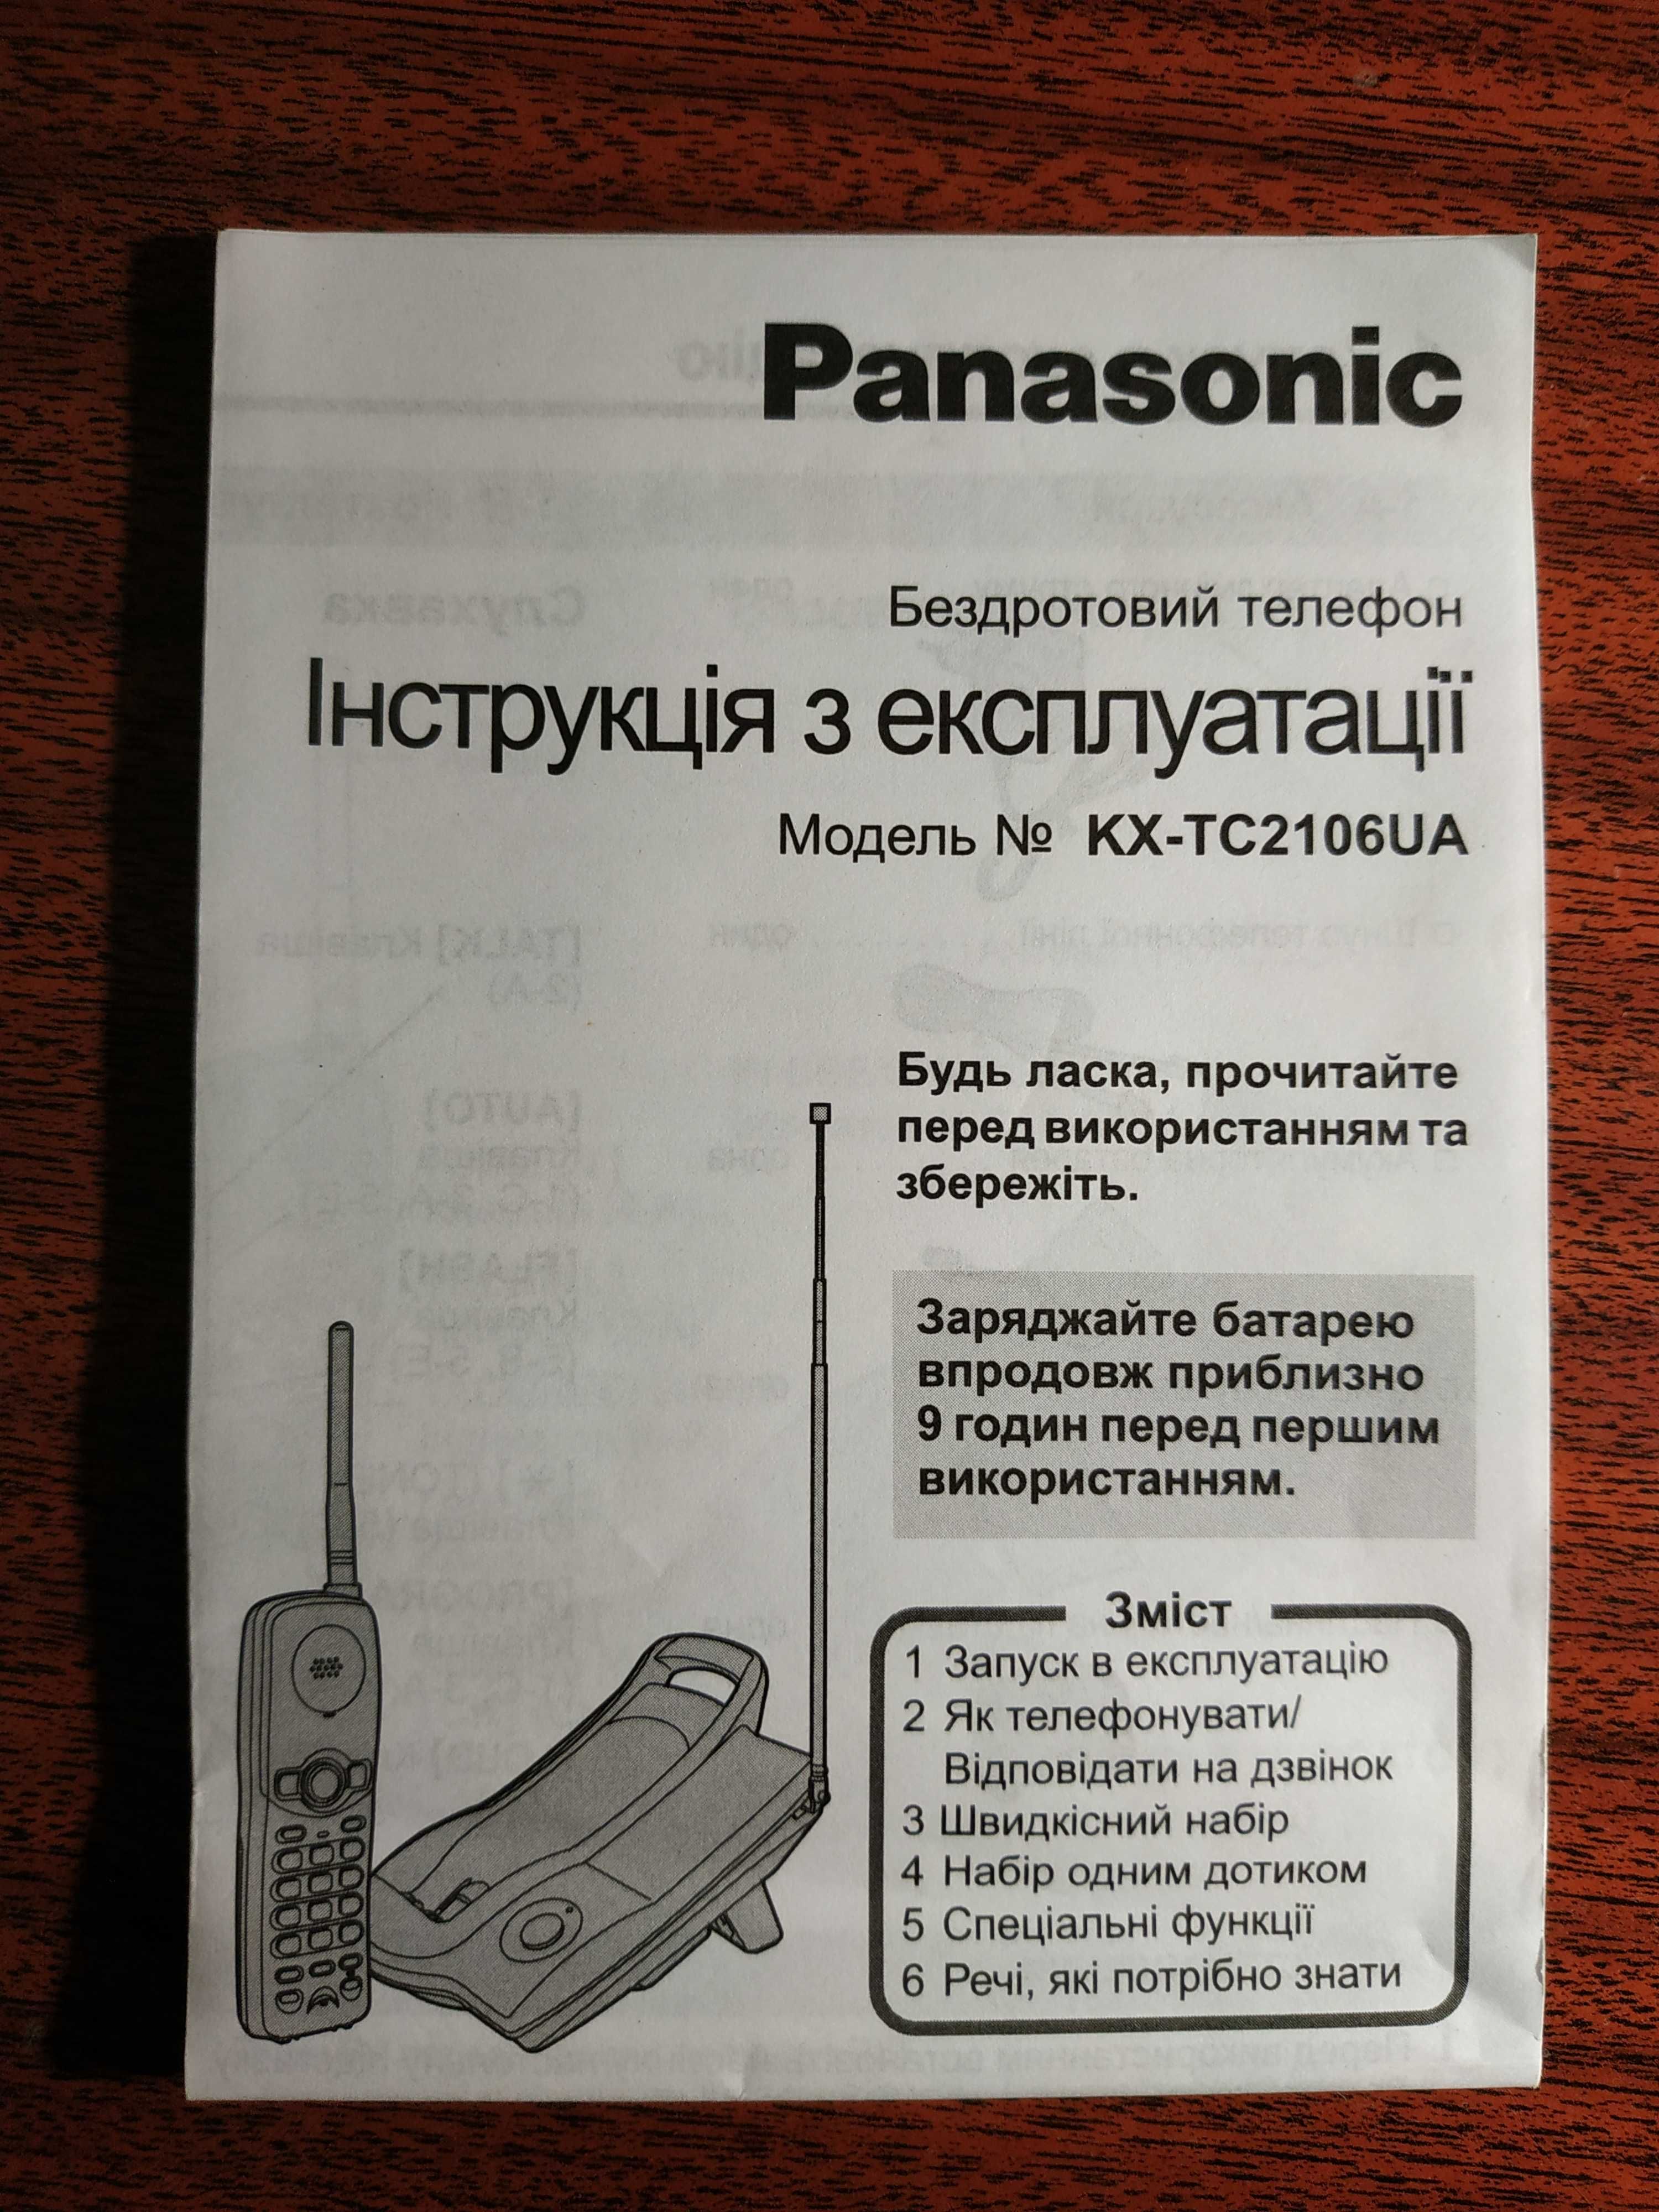 Panasonic
Бездротовий телефон
Інструкція з експлуатації
Модель № KX-TC2106UA
Будь ласка, прочитайте
перед використанням та
збережіть.
Заряджайте батарею
впродовж приблизно
9 годин перед першим
використанням.
Зміст
1 Запуск в експлуатацію
2 Як телефонувати/
Відповідати на дзвінок
3 Швидкісний набір
4 Набір одним дотиком
5 Спеціальні функції
6 Речі, які потрібно знати